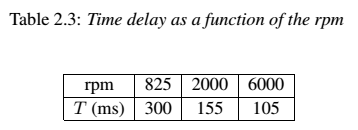 Table 2.3: Time delay as a function of the rpm
rpm 825 2000 6000
T (ms) 300 155 105